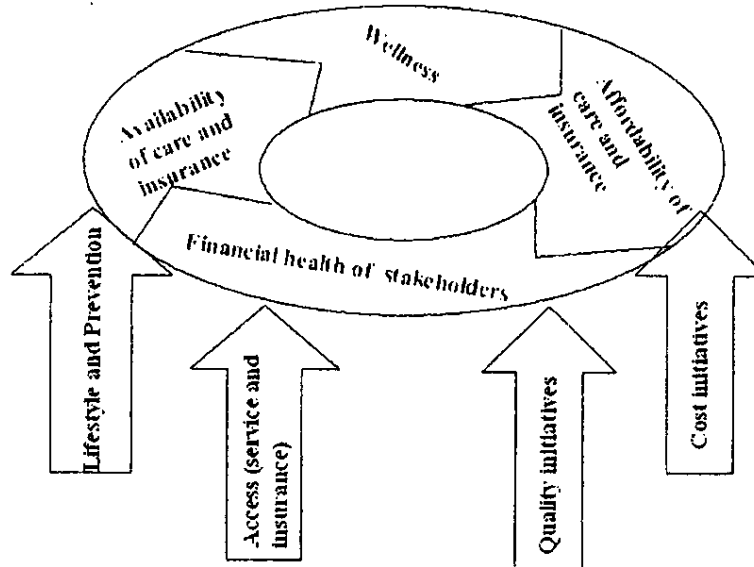 Wellness
Availability
of care and
insurance
Affordability of
care and
insurance
Financial health of stakeholders
Lifestyle and Prevention
Access (service and
insurance)
Quality initiatives
Cost initiatives